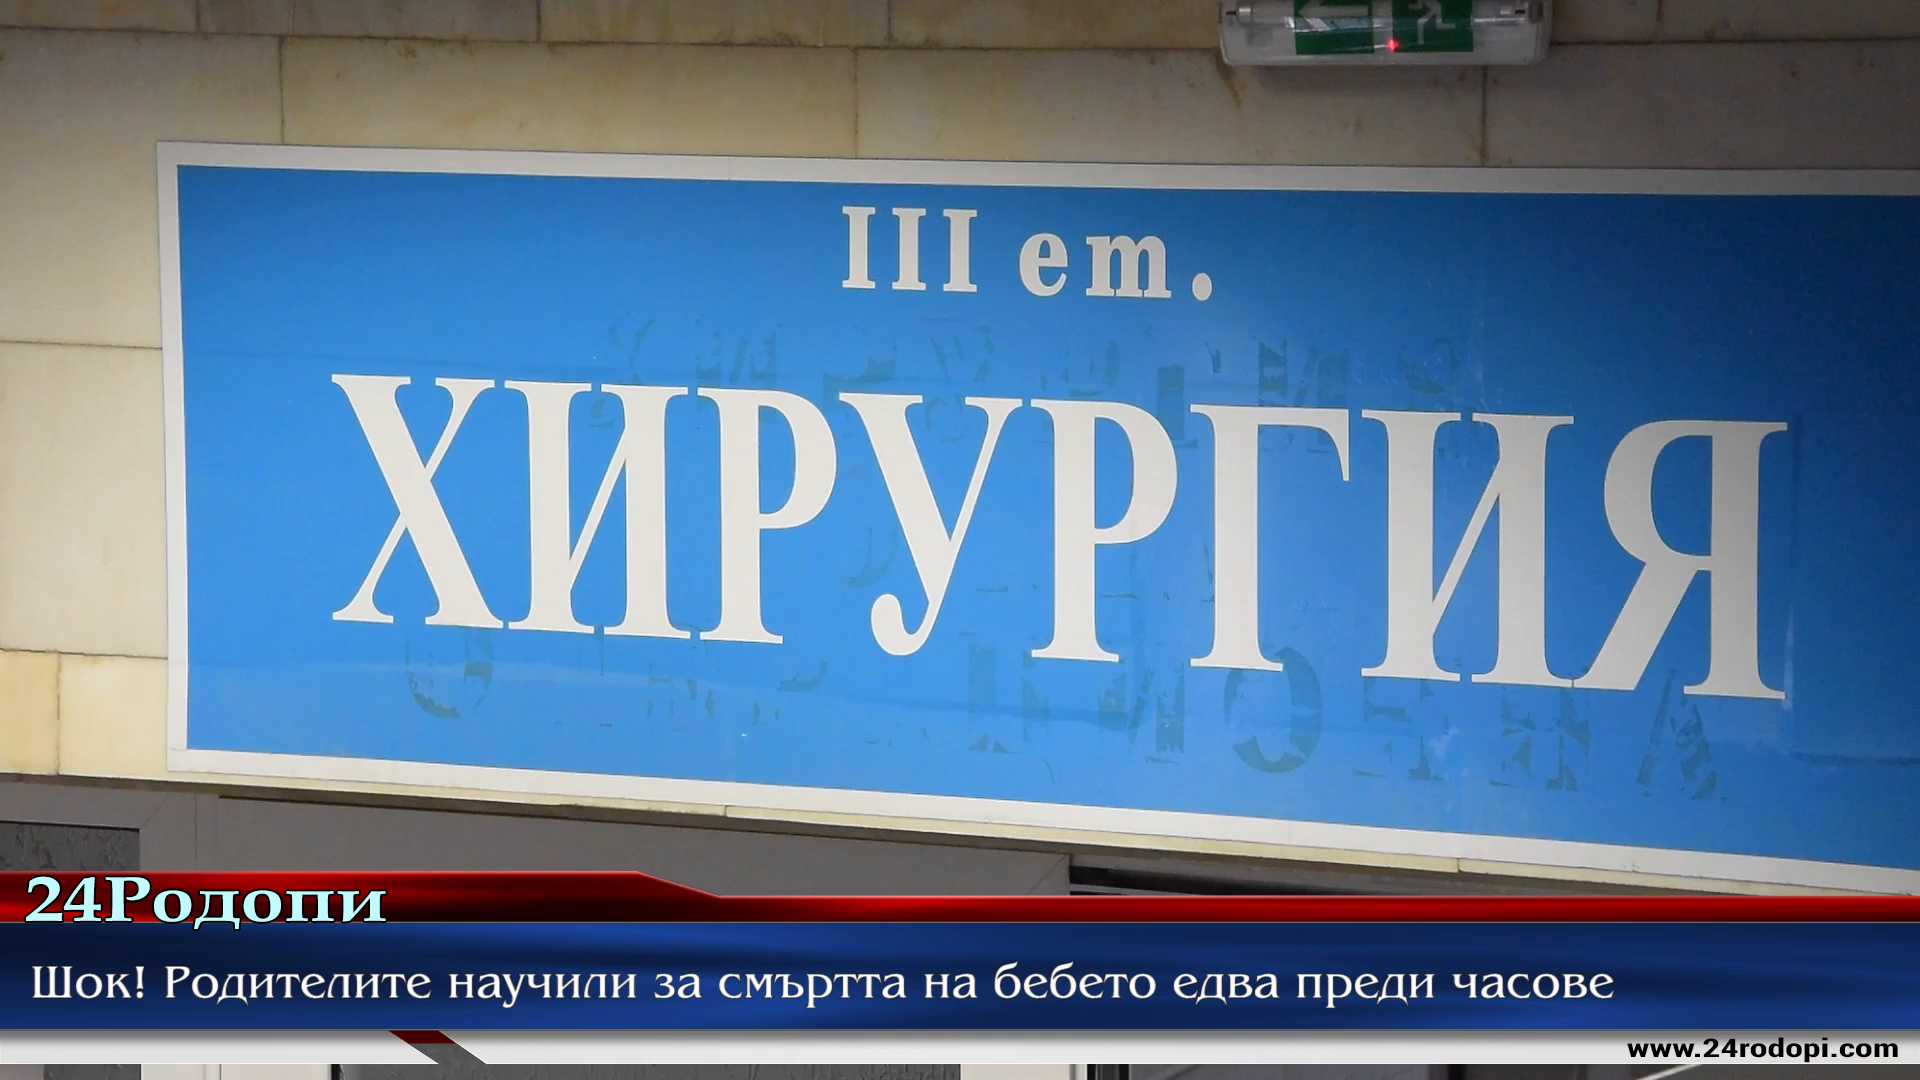 III ет.
ХИРУРГИЯ
24Родопи
Шок! Родителите научили за смъртта на бебето едва преди часове
www.24rodopi.com